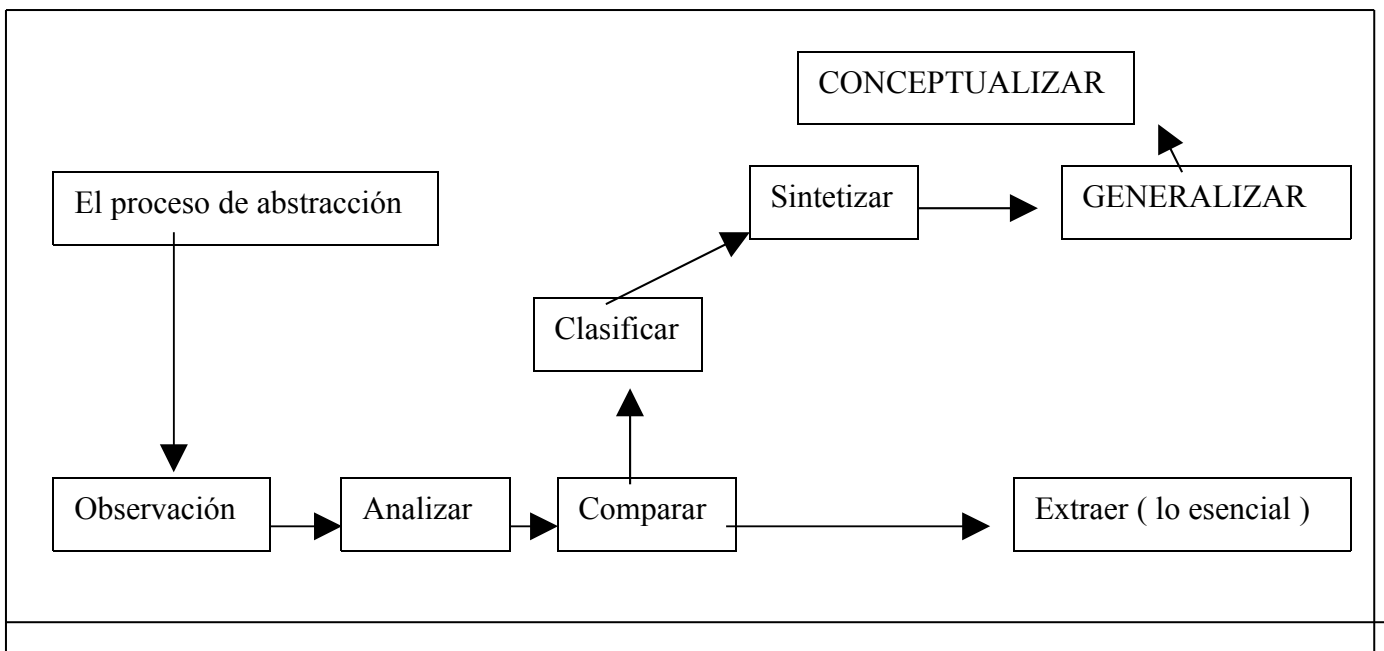 CONCEPTUALIZAR
El proceso de abstracción
Sintetizar
GENERALIZAR
Clasificar
Observación
Analizar
Comparar
Extraer ( lo esencial )